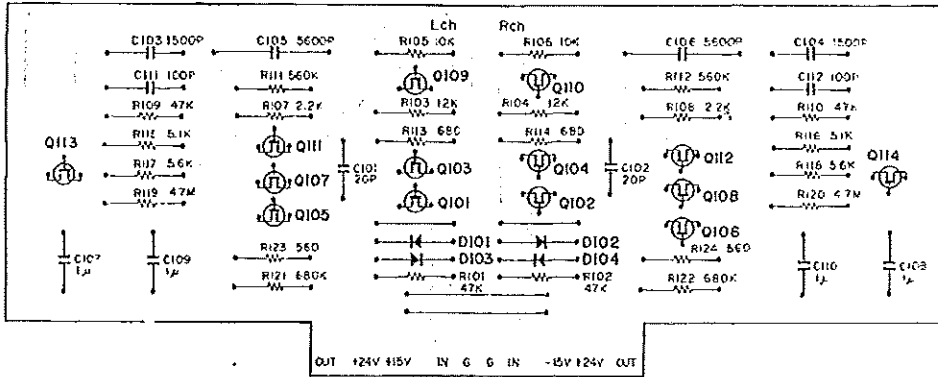 Lch Rch
C103 1500P C105 5600P R105 10K R106 10K C106 5600P C104 1500P
C111 100P R111 560K Q109 Q110 R112 560K C112 100P
R109 47K R107 2.2K R103 12K R104 12K R108 2.2K R110 47K
Q113 R115 5.1K Q111 R113 680 R114 680 Q112 R116 5.1K Q114
R117 5.6K Q107 C101 20P Q103 Q104 C102 20P Q108 R118 5.6K
R119 4.7M Q105 Q101 Q102 Q106 R120 4.7M
C107 1μ C109 1μ R123 560 D101 D102 R124 560 C110 1μ C108 1μ
D103 D104
R121 680K R101 47K R102 47K R122 680K
OUT +24V +15V IN G G IN -15V +24V OUT